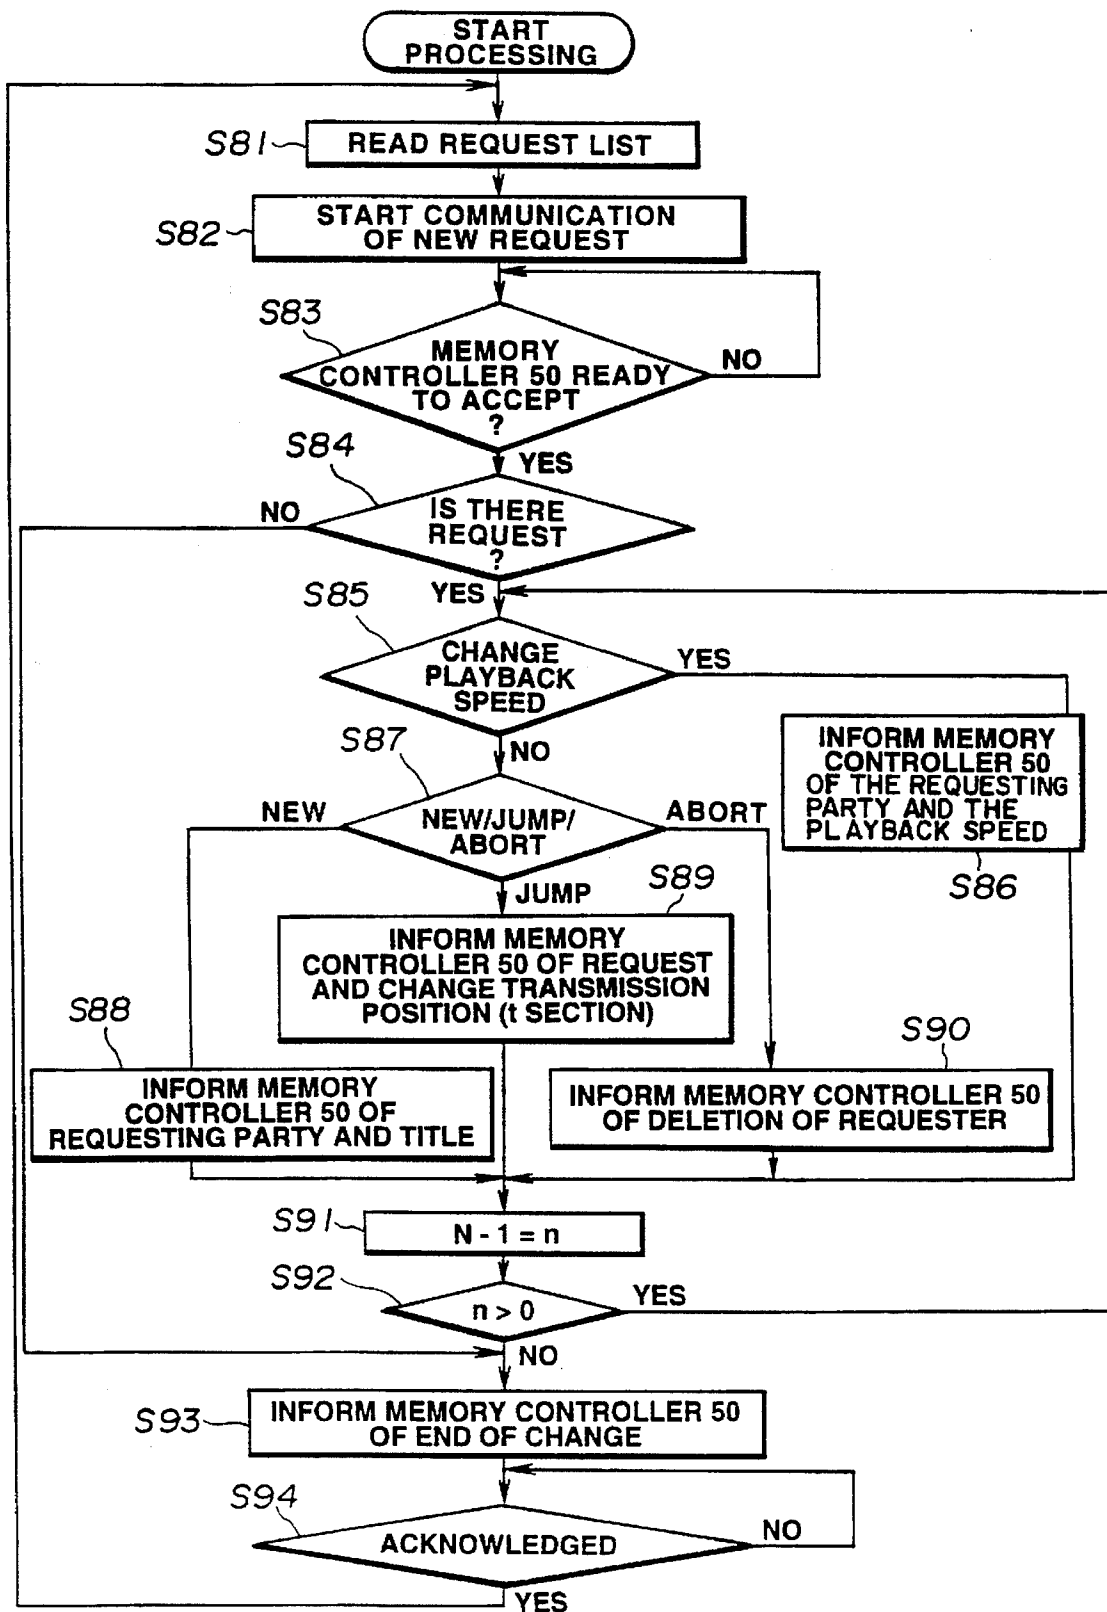 START
PROCESSING
S81
READ REQUEST LIST
S82
START COMMUNICATION
OF NEW REQUEST
S83
MEMORY
CONTROLLER 50 READY
TO ACCEPT
?
NO
S84
YES
NO
IS THERE
REQUEST
?
S85
YES
CHANGE
PLAYBACK
SPEED
YES
S87
NO
INFORM MEMORY
CONTROLLER 50
OF THE REQUESTING
PARTY AND THE
PLAYBACK SPEED
S86
NEW
NEW/JUMP/
ABORT
ABORT
JUMP
S89
INFORM MEMORY
CONTROLLER 50 OF REQUEST
AND CHANGE TRANSMISSION
POSITION (t SECTION)
S88
INFORM MEMORY
CONTROLLER 50 OF
REQUESTING PARTY AND TITLE
S90
INFORM MEMORY CONTROLLER 50
OF DELETION OF REQUESTER
S91
N - 1 = n
S92
n > 0
YES
NO
S93
INFORM MEMORY CONTROLLER 50
OF END OF CHANGE
S94
ACKNOWLEDGED
NO
YES